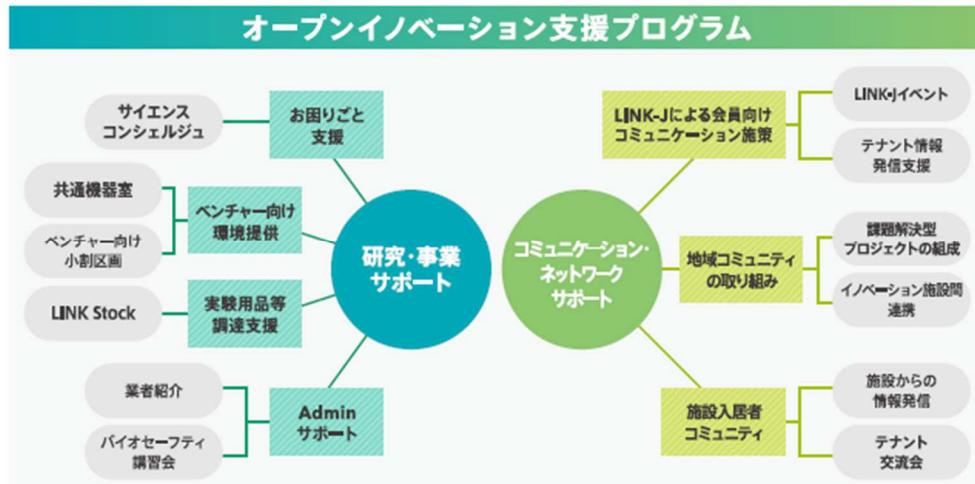 オープンイノベーション支援プログラム
サイエンス
コンシェルジュ
お困りごと
支援
共通機器室
ベンチャー向け
小割区画
ベンチャー向け
環境提供
LINK Stock
実験用品等
調達支援
業者紹介
バイオセーフティ
講習会
Admin
サポート
研究・事業
サポート
コミュニケーション・
ネットワーク
サポート
LINK-Jによる会員向け
コミュニケーション施策
LINK-Jイベント
テナント情報
発信支援
地域コミュニティ
の取り組み
課題解決型
プロジェクトの組成
イノベーション施設間
連携
施設入居者
コミュニティ
施設からの
情報発信
テナント
交流会